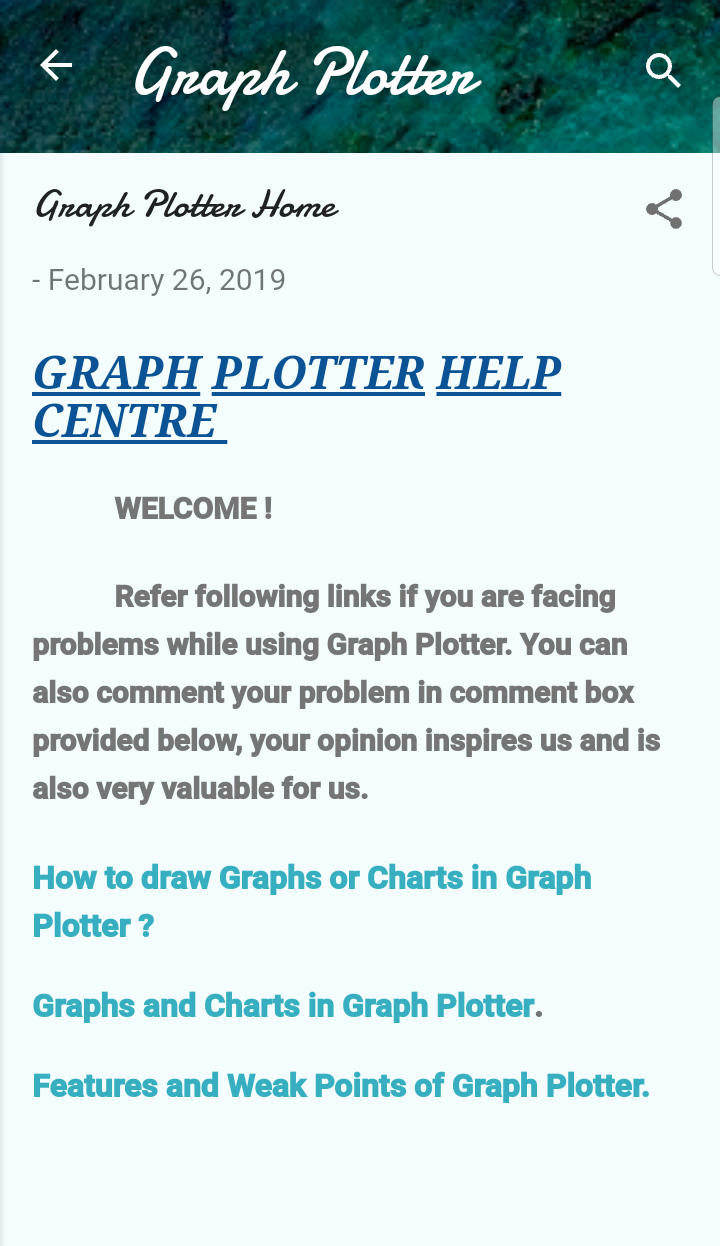 Graph Plotter
Graph Plotter Home
- February 26, 2019
GRAPH PLOTTER HELP
CENTRE
WELCOME !
Refer following links if you are facing
problems while using Graph Plotter. You can
also comment your problem in comment box
provided below, your opinion inspires us and is
also very valuable for us.
How to draw Graphs or Charts in Graph
Plotter ?
Graphs and Charts in Graph Plotter.
Features and Weak Points of Graph Plotter.